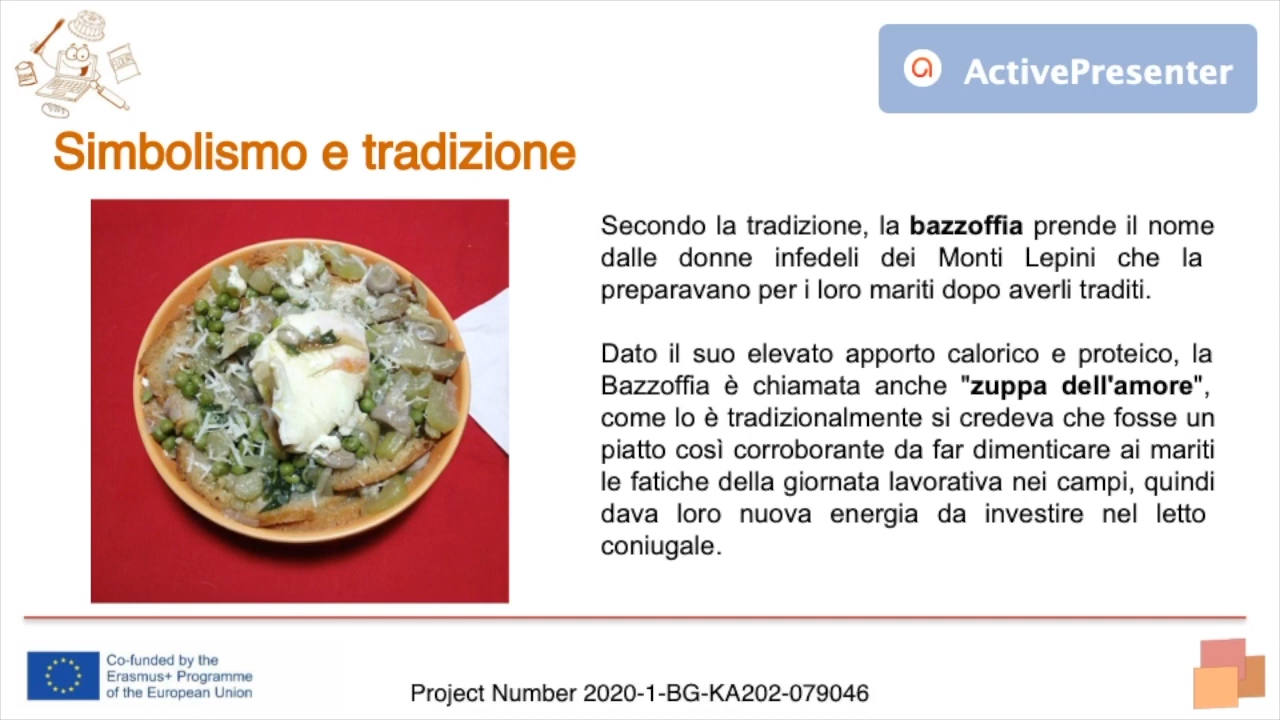 ActivePresenter
Simbolismo e tradizione
Secondo la tradizione, la bazzoffia prende il nome
dalle donne infedeli dei Monti Lepini che la
preparavano per i loro mariti dopo averli traditi.
Dato il suo elevato apporto calorico e proteico, la
Bazzoffia è chiamata anche "zuppa dell'amore",
come lo è tradizionalmente si credeva che fosse un
piatto così corroborante da far dimenticare ai mariti
le fatiche della giornata lavorativa nei campi, quindi
dava loro nuova energia da investire nel letto
coniugale.
Co-funded by the
Erasmus+ Programme
of the European Union
Project Number 2020-1-BG-KA202-079046